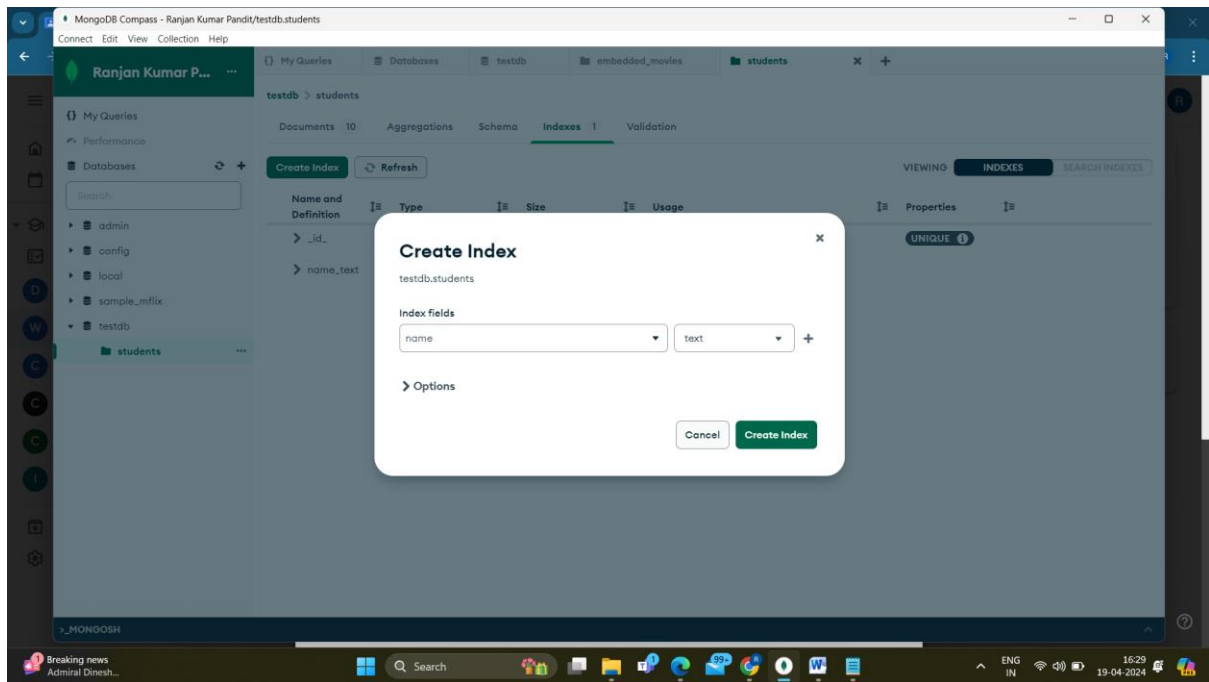 MongoDB Compass - Ranjan Kumar Pandit/testdb.students
Connect Edit View Collection Help
Ranjan Kumar P... ...
{} My Queries
Performance
Databases
Search
admin
config
local
sample_mflix
testdb
students ...
{} My Queries Databases testdb embedded_movies students
testdb > students
Documents 10 Aggregations Schema Indexes 1 Validation
Create Index Refresh VIEWING INDEXES SEARCH INDEXES
Name and Definition Type Size Usage Properties
_id_ UNIQUE
name_text
Create Index
testdb.students
Index fields
name text
Options
Cancel Create Index
>_MONGOSH
D
W
C
C
C
I
R
1
Breaking news
Admiral Dinesh...
Search
99+
ENG
IN
16:29
19-04-2024